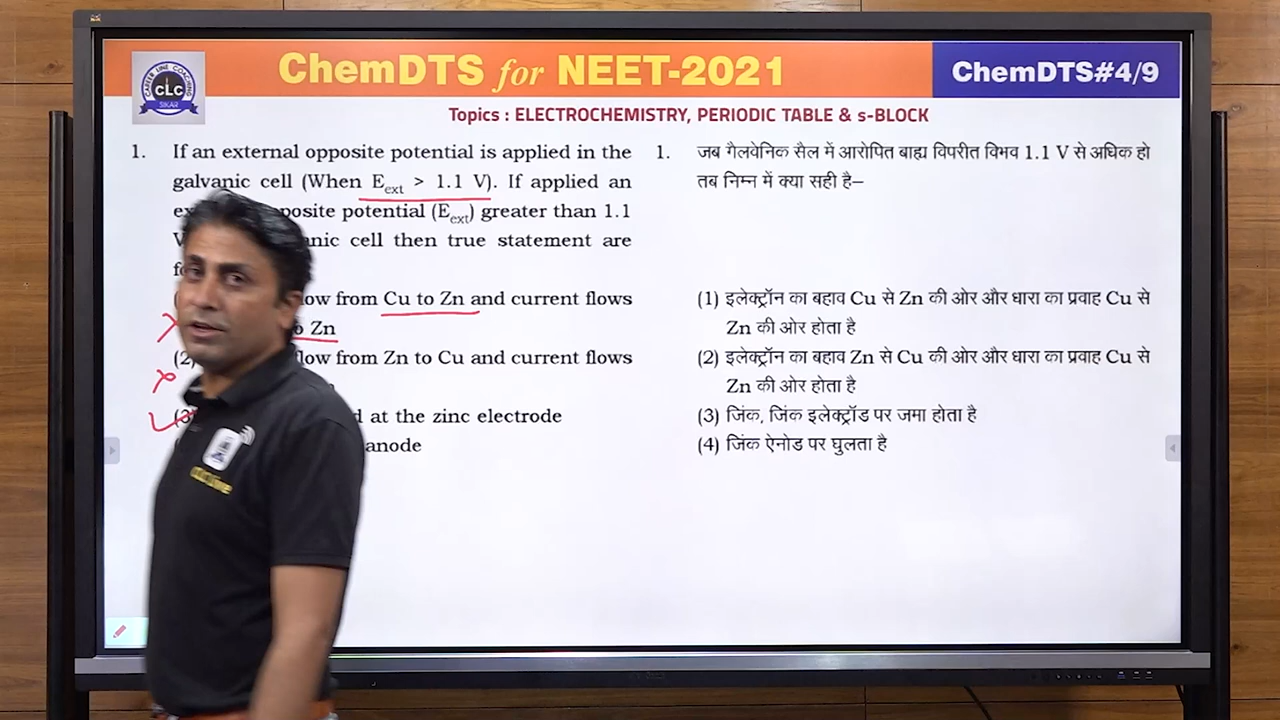 CAREER LINE COACHING
CLC
SIKAR
ChemDTS for NEET-2021
ChemDTS#4/9
Topics : ELECTROCHEMISTRY, PERIODIC TABLE & s-BLOCK
1. If an external opposite potential is applied in the
galvanic cell (When Eext > 1.1 V). If applied an
posite potential (Eext) greater than 1.1
nic cell then true statement are
low from Cu to Zn and current flows
Zn
(2) low from Zn to Cu and current flows
(3 at the zinc electrode
anode
1. जब गैलवेनिक सैल में आरोपित बाह्य विपरीत विभव 1.1 V से अधिक हो
तब निम्न में क्या सही है–
(1) इलेक्ट्रॉन का बहाव Cu से Zn की ओर और धारा का प्रवाह Cu से
Zn की ओर होता है
(2) इलेक्ट्रॉन का बहाव Zn से Cu की ओर और धारा का प्रवाह Cu से
Zn की ओर होता है
(3) जिंक, जिंक इलेक्ट्रॉड पर जमा होता है
(4) जिंक ऐनोड पर घुलता है